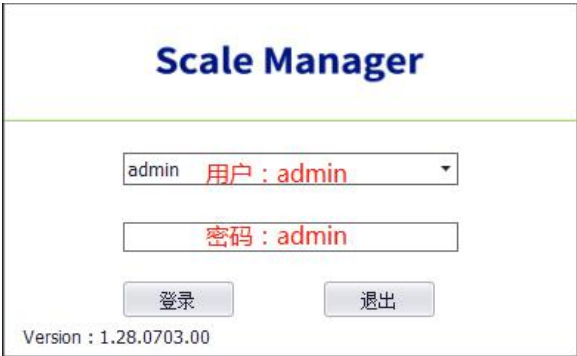 Scale Manager
admin 用户：admin
密码：admin
登录 退出
Version : 1.28.0703.00